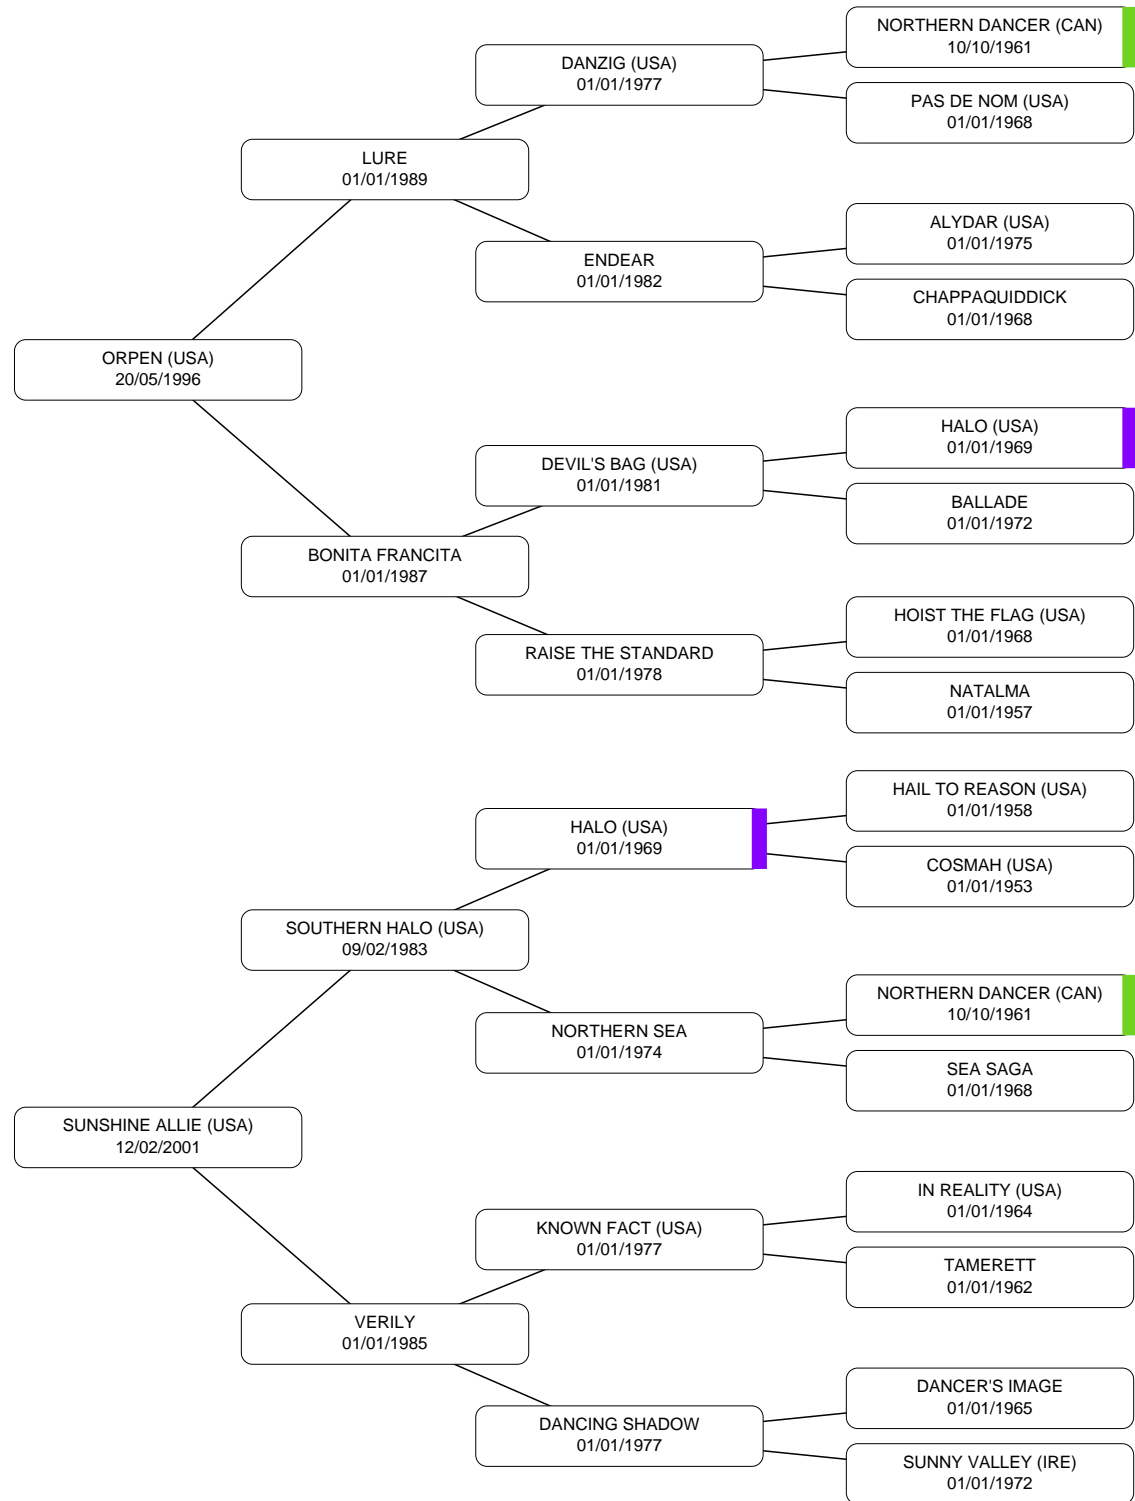 NORTHERN DANCER (CAN)
10/10/1961
DANZIG (USA)
01/01/1977
PAS DE NOM (USA)
01/01/1968
LURE
01/01/1989
ALYDAR (USA)
01/01/1975
ENDEAR
01/01/1982
CHAPPAQUIDDICK
01/01/1968
ORPEN (USA)
20/05/1996
HALO (USA)
01/01/1969
DEVIL'S BAG (USA)
01/01/1981
BALLADE
01/01/1972
BONITA FRANCITA
01/01/1987
HOIST THE FLAG (USA)
01/01/1968
RAISE THE STANDARD
01/01/1978
NATALMA
01/01/1957
HAIL TO REASON (USA)
01/01/1958
HALO (USA)
01/01/1969
COSMAH (USA)
01/01/1953
SOUTHERN HALO (USA)
09/02/1983
NORTHERN DANCER (CAN)
10/10/1961
NORTHERN SEA
01/01/1974
SEA SAGA
01/01/1968
SUNSHINE ALLIE (USA)
12/02/2001
IN REALITY (USA)
01/01/1964
KNOWN FACT (USA)
01/01/1977
TAMERETT
01/01/1962
VERILY
01/01/1985
DANCER'S IMAGE
01/01/1965
DANCING SHADOW
01/01/1977
SUNNY VALLEY (IRE)
01/01/1972